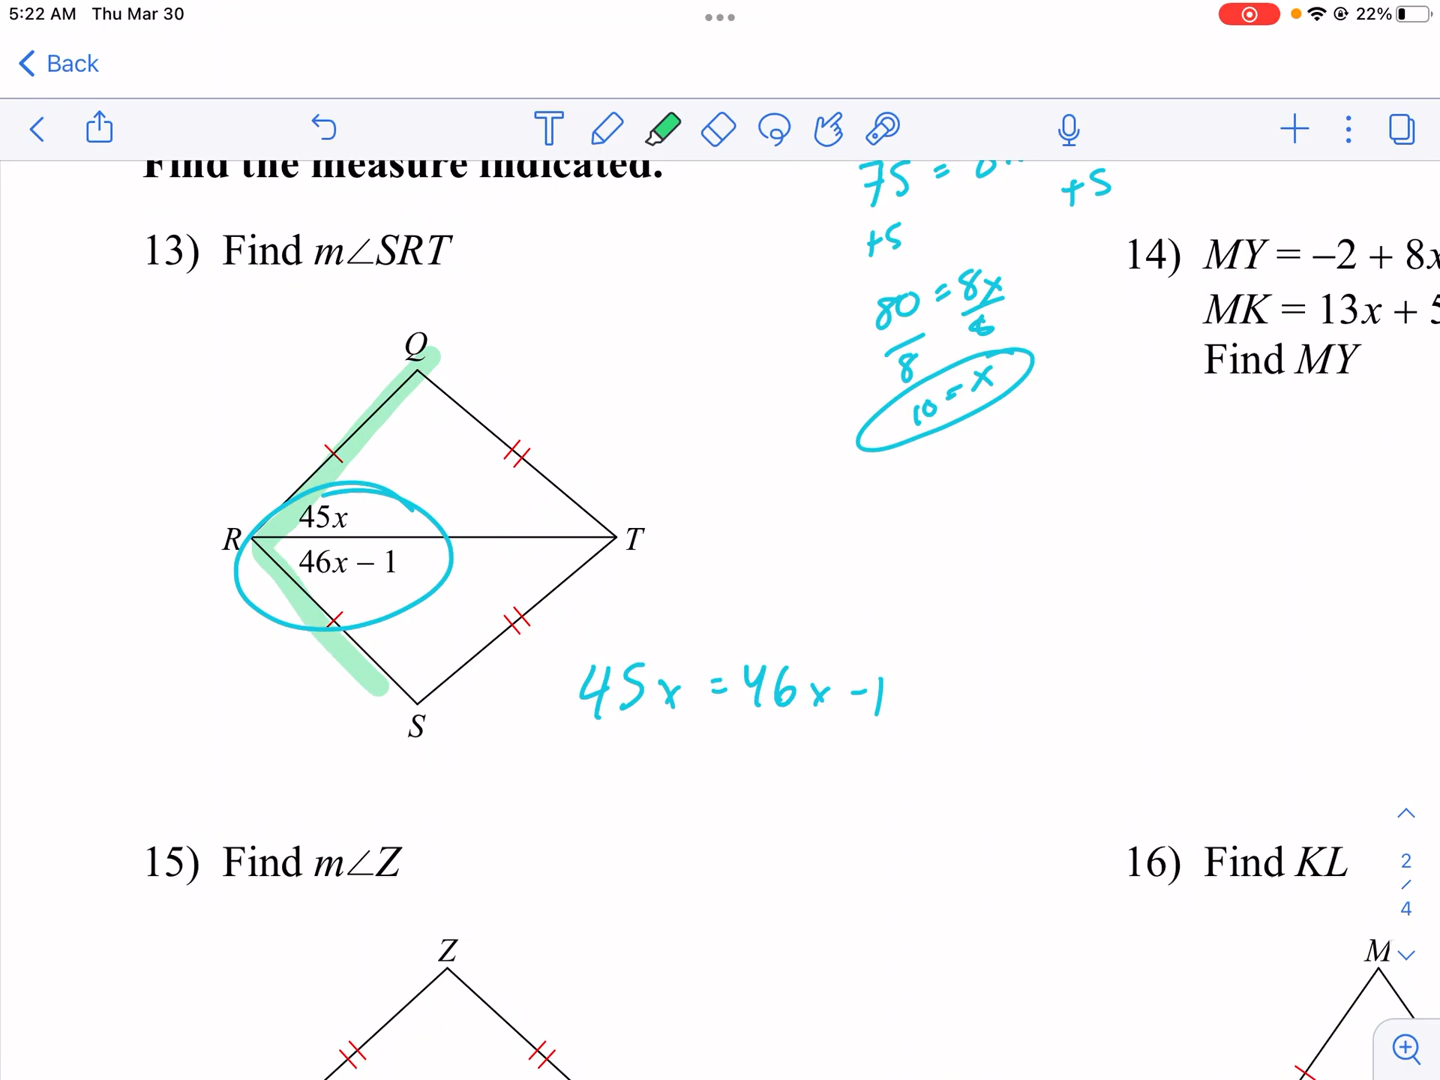 5:22 AM Thu Mar 30
22%
Back
Find the measure indicated.
75 =
+5
+5
80 = 8x
8
10 = x
13) Find m∠SRT
Q
R
45x
46x – 1
T
S
45x = 46x – 1
14) MY = –2 + 8x
MK = 13x + 5
Find MY
15) Find m∠Z
Z
16) Find KL
M
2
/
4